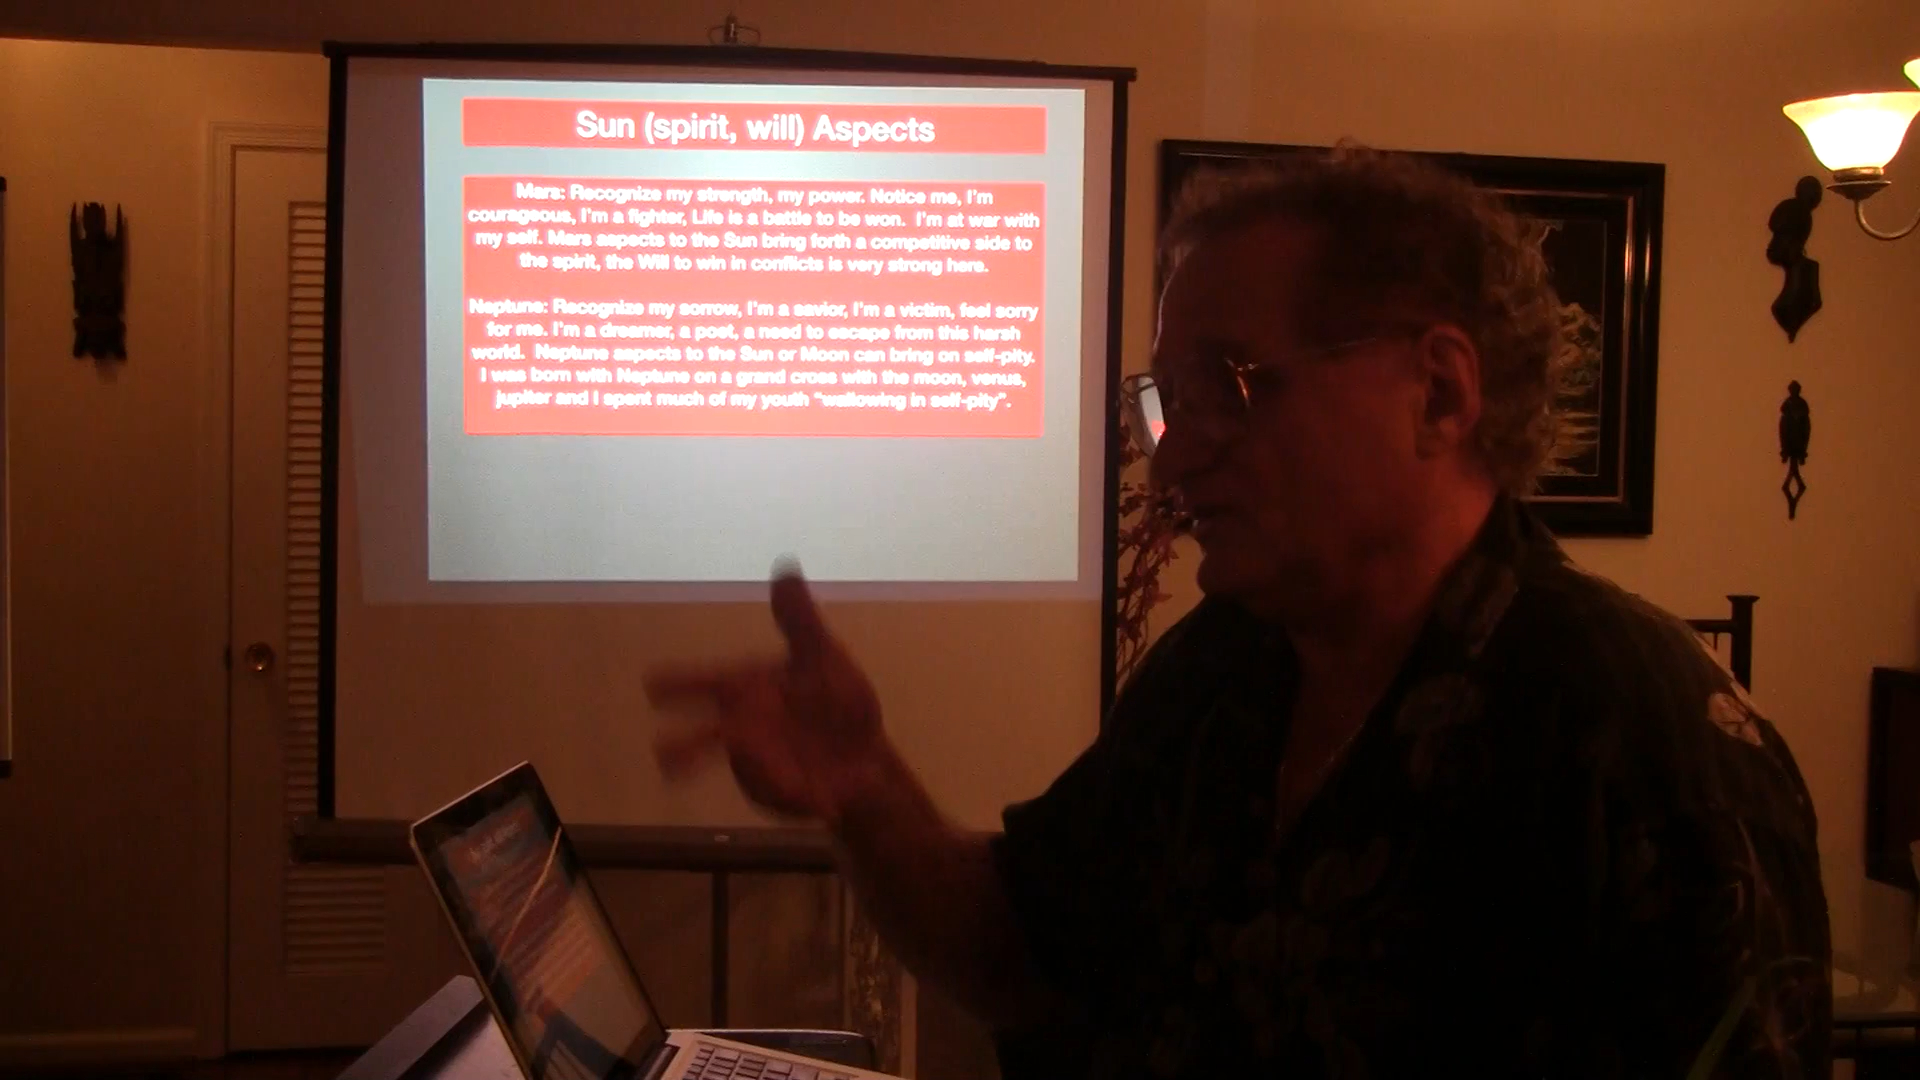 Sun (spirit, will) Aspects
Mars: Recognize my strength, my power. Notice me, I'm
courageous, I'm a fighter, Life is a battle to be won.  I'm at war with
my self. Mars aspects to the Sun bring forth a competitive side to
the spirit, the Will to win in conflicts is very strong here.
Neptune: Recognize my sorrow, I'm a savior, I'm a victim, feel sorry
for me. I'm a dreamer, a poet, a need to escape from this harsh
world.  Neptune aspects to the Sun or Moon can bring on self-pity.
I was born with Neptune on a grand cross with the moon, venus,
jupiter and I spent much of my youth "wallowing in self-pity".